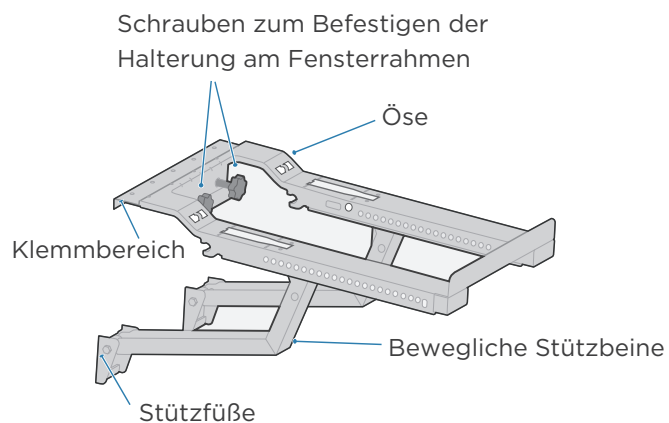 Schrauben zum Befestigen der
Halterung am Fensterrahmen
Öse
Klemmbereich
Bewegliche Stützbeine
Stützfüße